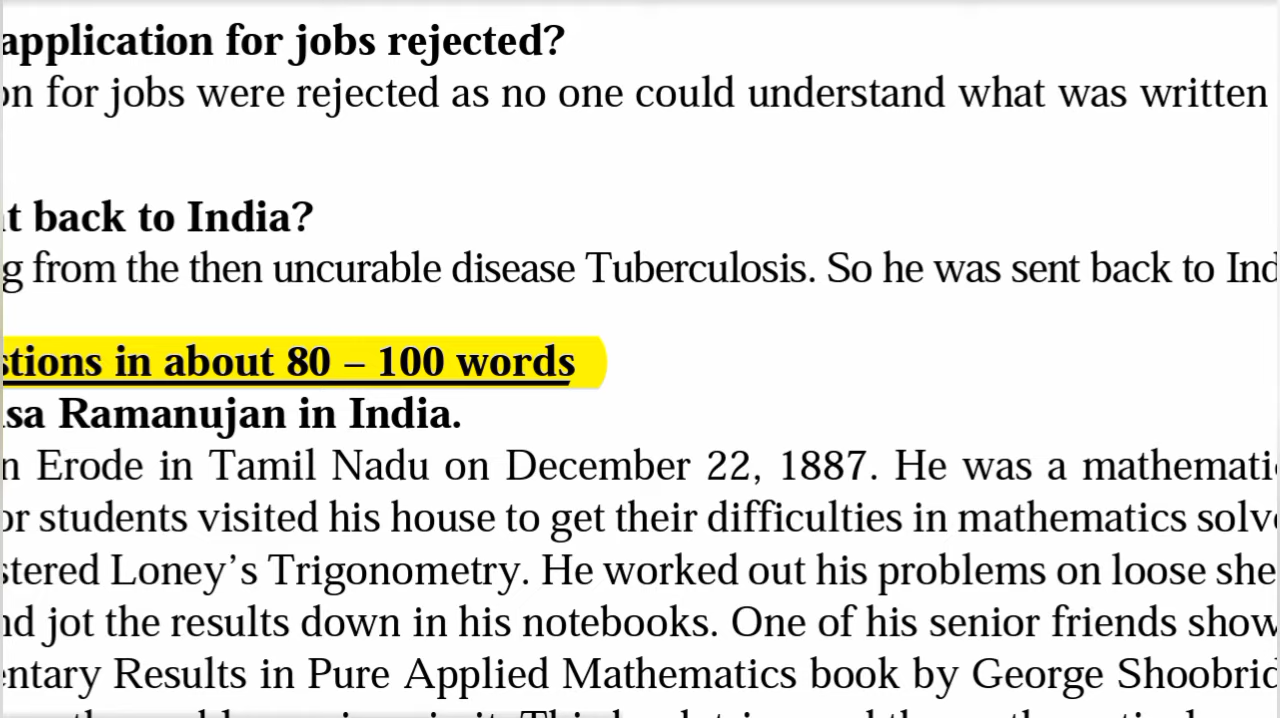 application for jobs rejected?
on for jobs were rejected as no one could understand what was written
t back to India?
g from the then uncurable disease Tuberculosis. So he was sent back to Ind
stions in about 80 – 100 words
sa Ramanujan in India.
n Erode in Tamil Nadu on December 22, 1887. He was a mathematic
or students visited his house to get their difficulties in mathematics solve
stered Loney’s Trigonometry. He worked out his problems on loose she
nd jot the results down in his notebooks. One of his senior friends show
entary Results in Pure Applied Mathematics book by George Shoobrid